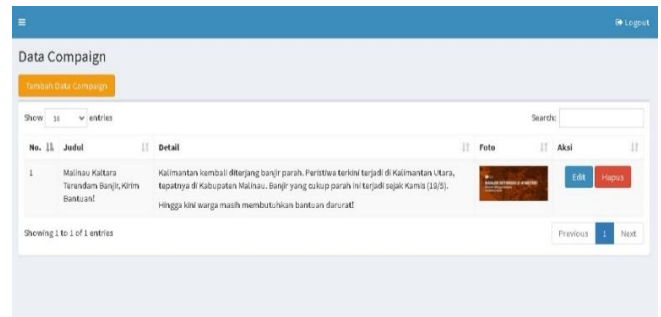 Logout
Data Compaign
Tambah Data Compaign
Show 10 entries
Search:
No. Judul Detail Foto Aksi
1 Malinau Kaltara Terandam Banjir, Kirim Bantuan!
Kalimantan kembali diterjang banjir parah. Peristiwa terkini terjadi di Kalimantan Utara,
tepatnya di Kabupaten Malinau. Banjir yang cukup parah ini terjadi sejak Kamis (19/5).
Hingga kini warga masih membutuhkan bantuan darurat!
Edit Hapus
Showing 1 to 1 of 1 entries
Previous 1 Next